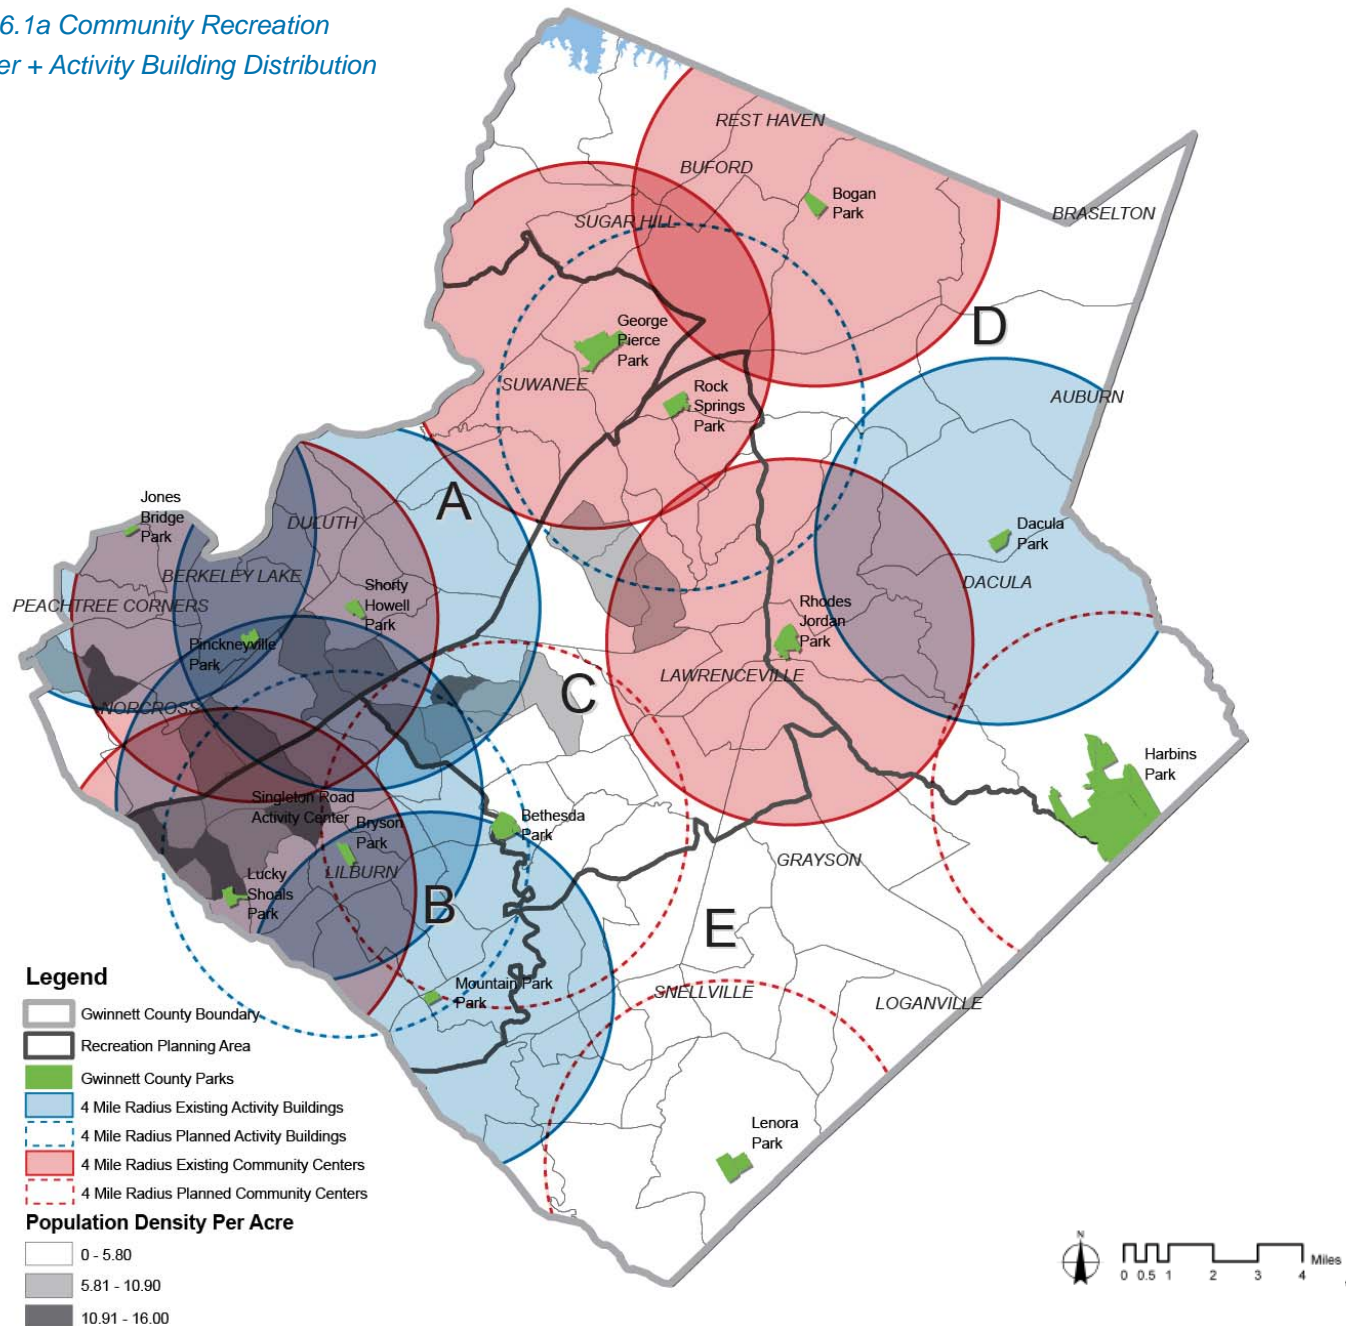 6.1a Community Recreation
er + Activity Building Distribution
REST HAVEN
BUFORD
Bogan
Park
BRASELTON
SUGAR HILL
D
George
Pierce
Park
SUWANEE
Rock
Springs
Park
AUBURN
A
Jones
Bridge
Park
DULUTH
Dacula
Park
BERKELEY LAKE
DACULA
PEACHTREE CORNERS
Shorty
Howell
Park
Rhodes
Jordan
Park
Pinckneyville
Park
LAWRENCEVILLE
C
NORCROSS
Harbins
Park
Singleton Road
Activity Center
Bryson
Park
Bethesda
Park
GRAYSON
LILBURN
Lucky
Shoals
Park
B
E
Mountain Park
Park
SNELLVILLE
LOGANVILLE
Lenora
Park
Legend
Gwinnett County Boundary
Recreation Planning Area
Gwinnett County Parks
4 Mile Radius Existing Activity Buildings
4 Mile Radius Planned Activity Buildings
4 Mile Radius Existing Community Centers
4 Mile Radius Planned Community Centers
Population Density Per Acre
0 - 5.80
5.81 - 10.90
10.91 - 16.00
N
Miles
0 0.5 1 2 3 4